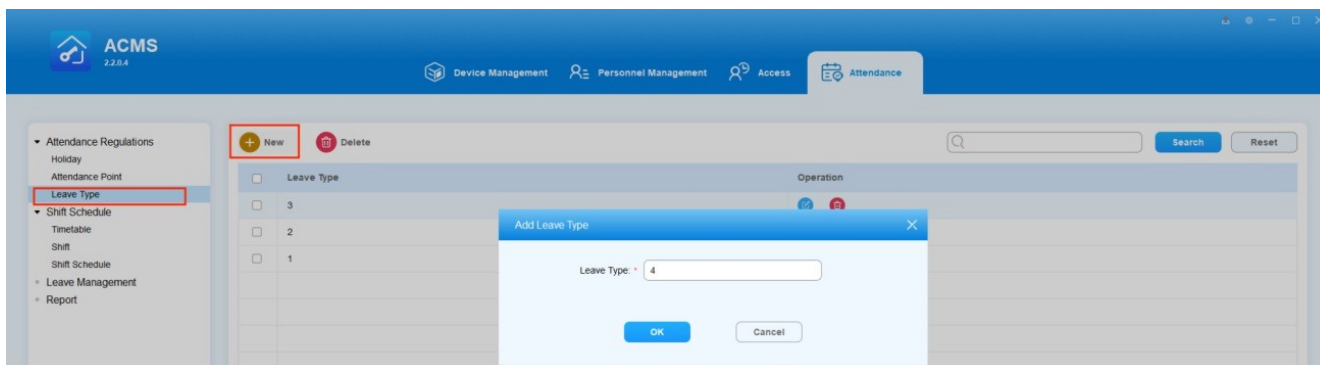 ACMS
2.2.0.4
Device Management
Personnel Management
Access
Attendance
Attendance Regulations
Holiday
Attendance Point
Leave Type
Shift Schedule
Timetable
Shift
Shift Schedule
Leave Management
Report
New
Delete
Search
Reset
Leave Type
Operation
3
2
1
Add Leave Type
Leave Type: * 4
OK
Cancel